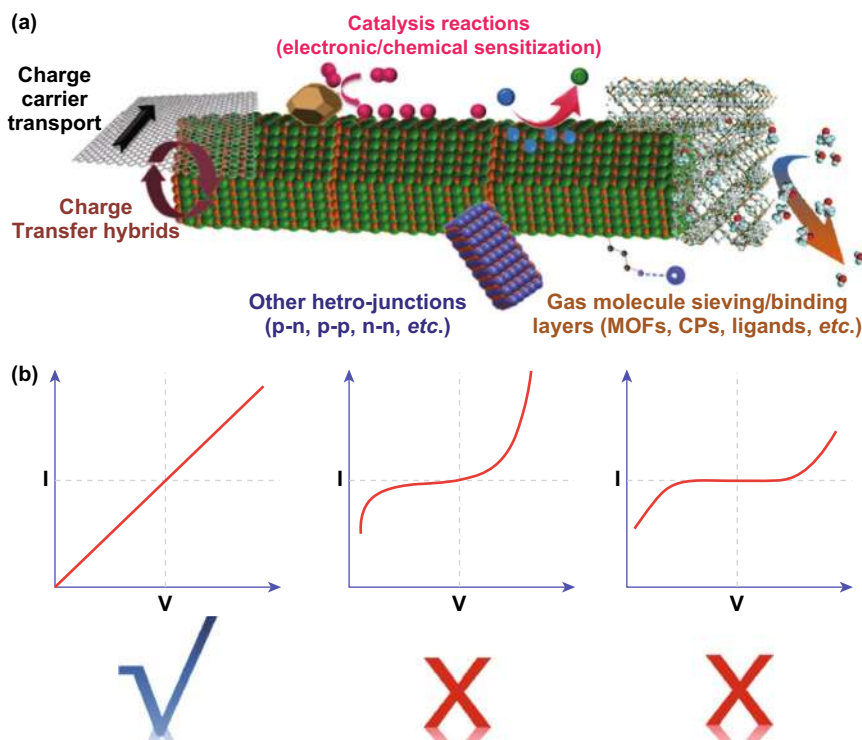 (a)
Catalysis reactions
(electronic/chemical sensitization)
Charge
carrier
transport
Charge
Transfer hybrids
Other hetro-junctions
(p-n, p-p, n-n, etc.)
Gas molecule sieving/binding
layers (MOFs, CPs, ligands, etc.)
(b)
I
V
I
V
I
V
√
X
X